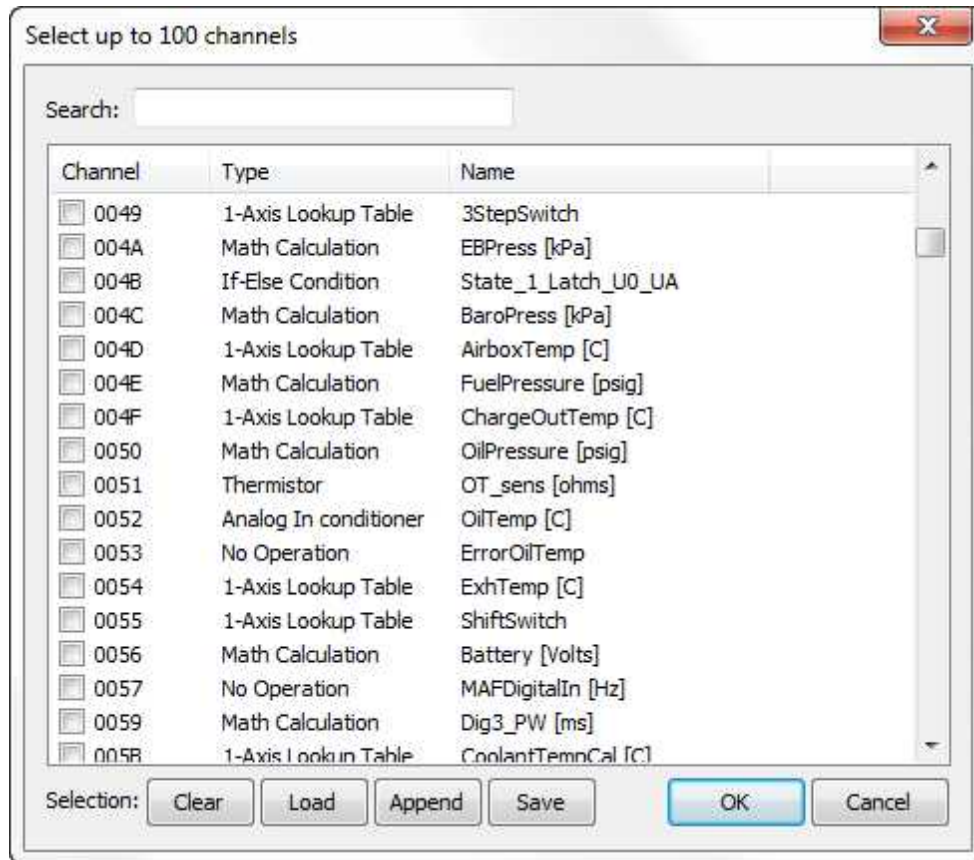 Select up to 100 channels
Search:
Channel Type Name
0049 1-Axis Lookup Table 3StepSwitch
004A Math Calculation EBPress [kPa]
004B If-Else Condition State_1_Latch_U0_UA
004C Math Calculation BaroPress [kPa]
004D 1-Axis Lookup Table AirboxTemp [C]
004E Math Calculation FuelPressure [psig]
004F 1-Axis Lookup Table ChargeOutTemp [C]
0050 Math Calculation OilPressure [psig]
0051 Thermistor OT_sens [ohms]
0052 Analog In conditioner OilTemp [C]
0053 No Operation ErrorOilTemp
0054 1-Axis Lookup Table ExhTemp [C]
0055 1-Axis Lookup Table ShiftSwitch
0056 Math Calculation Battery [Volts]
0057 No Operation MAFDigitalIn [Hz]
0059 Math Calculation Dig3_PW [ms]
005B 1-Axis Lookup Table CoolantTempCal [C]
Selection: Clear Load Append Save OK Cancel